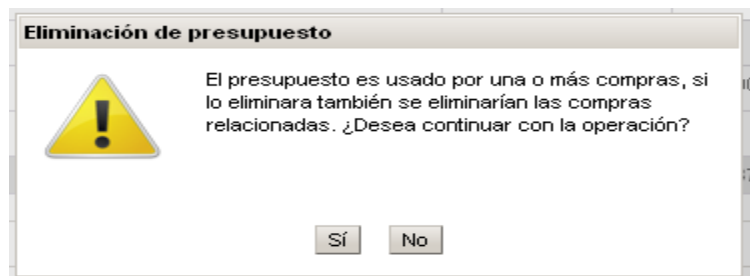 Eliminación de presupuesto
El presupuesto es usado por una o más compras, si
lo eliminara también se eliminarían las compras
relacionadas. ¿Desea continuar con la operación?
Sí No